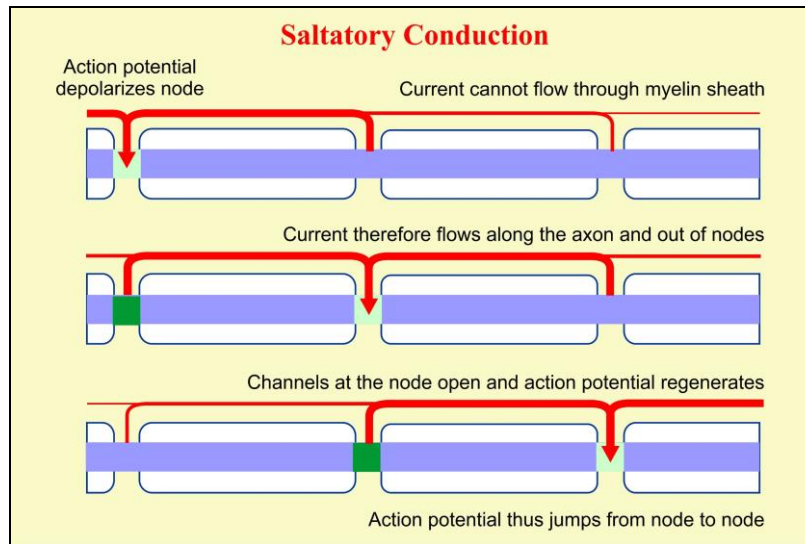 Saltatory Conduction
Action potential
depolarizes node
Current cannot flow through myelin sheath
Current therefore flows along the axon and out of nodes
Channels at the node open and action potential regenerates
Action potential thus jumps from node to node